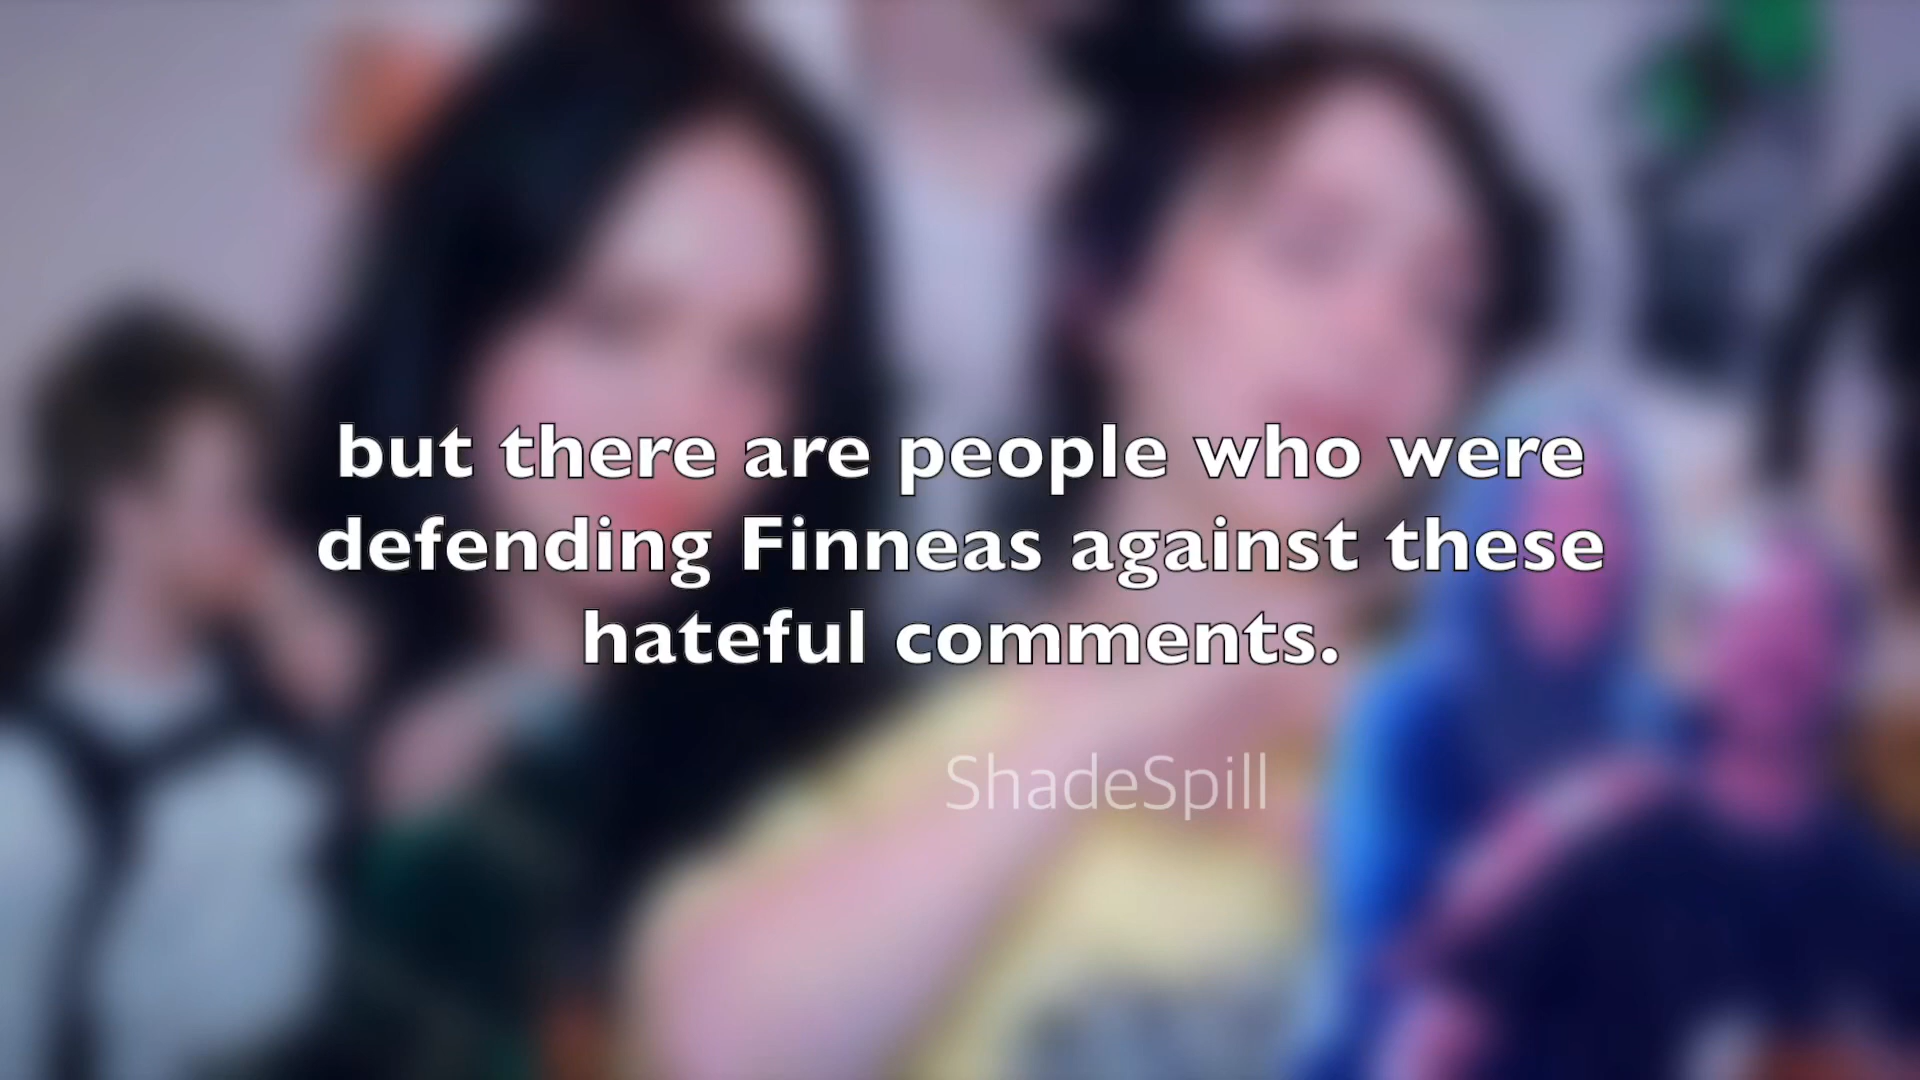 but there are people who were
defending Finneas against these
hateful comments.
ShadeSpill